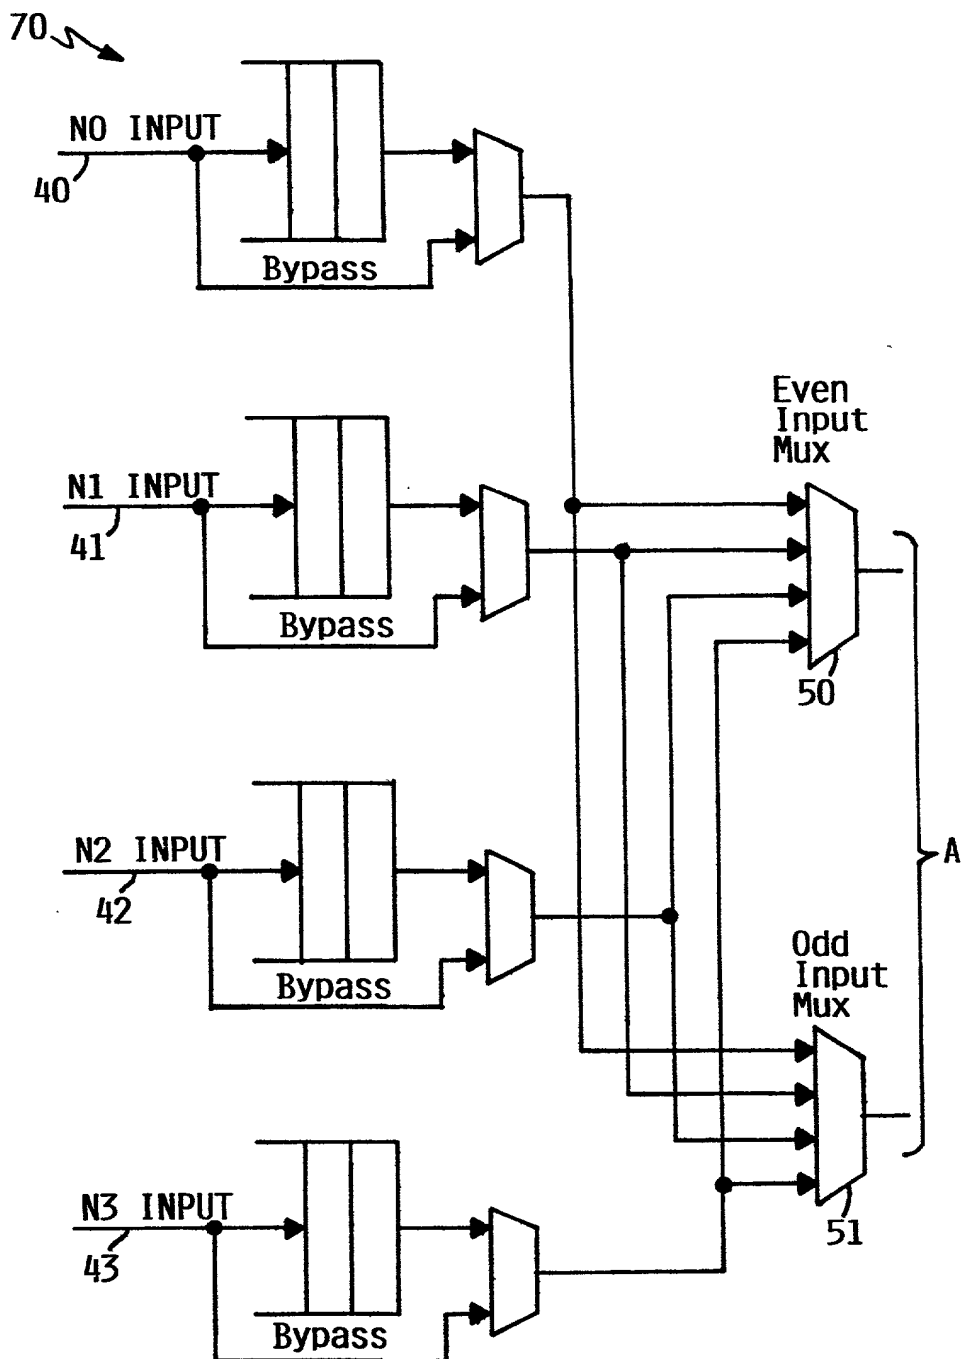 70
N0 INPUT
40
Bypass
N1 INPUT
41
Bypass
Even
Input
Mux
50
A
N2 INPUT
42
Bypass
Odd
Input
Mux
51
N3 INPUT
43
Bypass